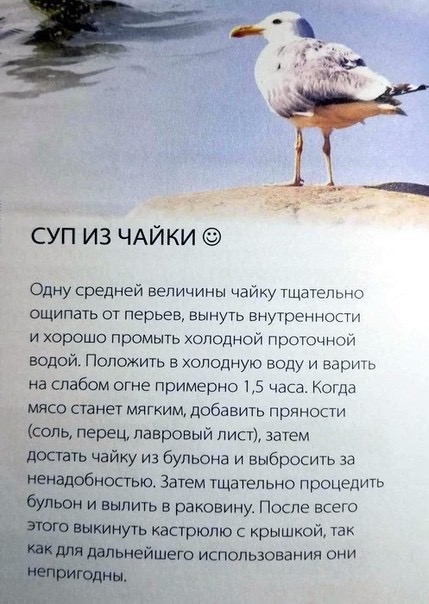 СУП ИЗ ЧАЙКИ ☺
Одну средней величины чайку тщательно
ощипать от перьев, вынуть внутренности
и хорошо промыть холодной проточной
водой. Положить в холодную воду и варить
на слабом огне примерно 1,5 часа. Когда
мясо станет мягким, добавить пряности
(соль, перец, лавровый лист), затем
достать чайку из бульона и выбросить за
ненадобностью. Затем тщательно процедить
бульон и вылить в раковину. После всего
этого выкинуть кастрюлю с крышкой, так
как для дальнейшего использования они
непригодны.